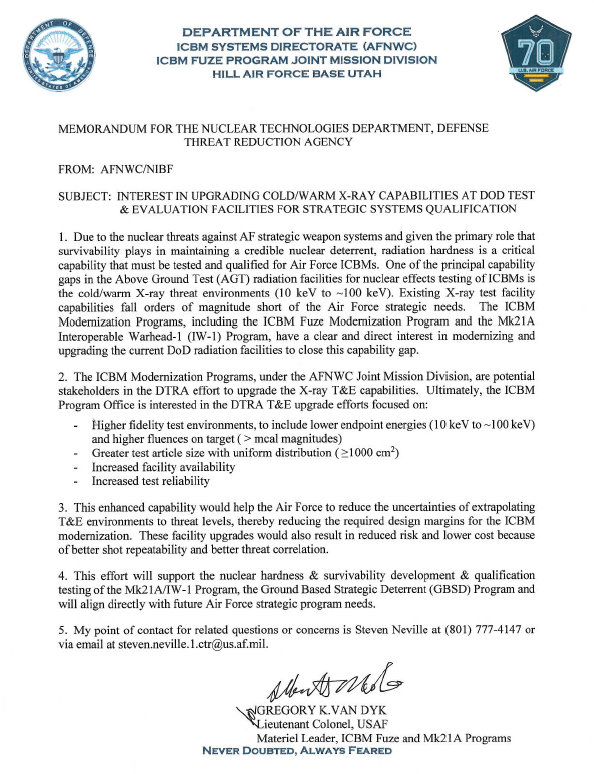 DEPARTMENT OF THE AIR FORCE
ICBM SYSTEMS DIRECTORATE (AFNWC)
ICBM FUZE PROGRAM JOINT MISSION DIVISION
HILL AIR FORCE BASE UTAH
70
U.S. AIR FORCE
MEMORANDUM FOR THE NUCLEAR TECHNOLOGIES DEPARTMENT, DEFENSE
THREAT REDUCTION AGENCY
FROM: AFNWC/NIBF
SUBJECT: INTEREST IN UPGRADING COLD/WARM X-RAY CAPABILITIES AT DOD TEST
& EVALUATION FACILITIES FOR STRATEGIC SYSTEMS QUALIFICATION
1. Due to the nuclear threats against AF strategic weapon systems and given the primary role that
survivability plays in maintaining a credible nuclear deterrent, radiation hardness is a critical
capability that must be tested and qualified for Air Force ICBMs. One of the principal capability
gaps in the Above Ground Test (AGT) radiation facilities for nuclear effects testing of ICBMs is
the cold/warm X-ray threat environments (10 keV to ~100 keV). Existing X-ray test facility
capabilities fall orders of magnitude short of the Air Force strategic needs. The ICBM
Modernization Programs, including the ICBM Fuze Modernization Program and the Mk21A
Interoperable Warhead-1 (IW-1) Program, have a clear and direct interest in modernizing and
upgrading the current DoD radiation facilities to close this capability gap.
2. The ICBM Modernization Programs, under the AFNWC Joint Mission Division, are potential
stakeholders in the DTRA effort to upgrade the X-ray T&E capabilities. Ultimately, the ICBM
Program Office is interested in the DTRA T&E upgrade efforts focused on:
- Higher fidelity test environments, to include lower endpoint energies (10 keV to ~100 keV)
and higher fluences on target ( > mcal magnitudes)
- Greater test article size with uniform distribution ( ≥1000 cm²)
- Increased facility availability
- Increased test reliability
3. This enhanced capability would help the Air Force to reduce the uncertainties of extrapolating
T&E environments to threat levels, thereby reducing the required design margins for the ICBM
modernization. These facility upgrades would also result in reduced risk and lower cost because
of better shot repeatability and better threat correlation.
4. This effort will support the nuclear hardness & survivability development & qualification
testing of the Mk21A/IW-1 Program, the Ground Based Strategic Deterrent (GBSD) Program and
will align directly with future Air Force strategic program needs.
5. My point of contact for related questions or concerns is Steven Neville at (801) 777-4147 or
via email at steven.neville.1.ctr@us.af.mil.
GREGORY K.VAN DYK
Lieutenant Colonel, USAF
Materiel Leader, ICBM Fuze and Mk21A Programs
NEVER DOUBTED, ALWAYS FEARED